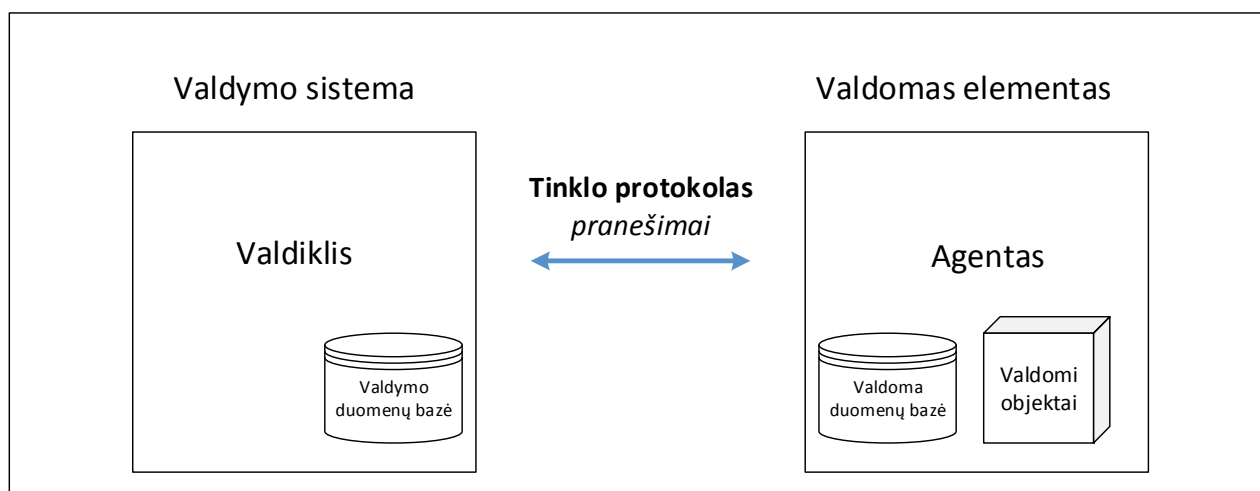 Valdymo sistema
Valdomas elementas
Tinklo protokolas
pranešimai
Valdiklis
Agentas
Valdymo
duomenų bazė
Valdoma
duomenų bazė
Valdomi
objektai